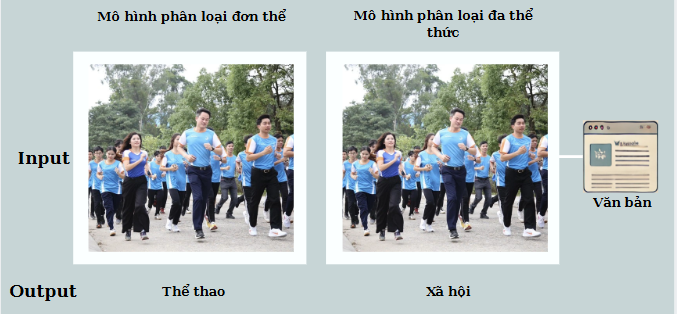 Mô hình phân loại đơn thể
Mô hình phân loại đa thể
thức
Input
Văn bản
Output
Thể thao
Xã hội